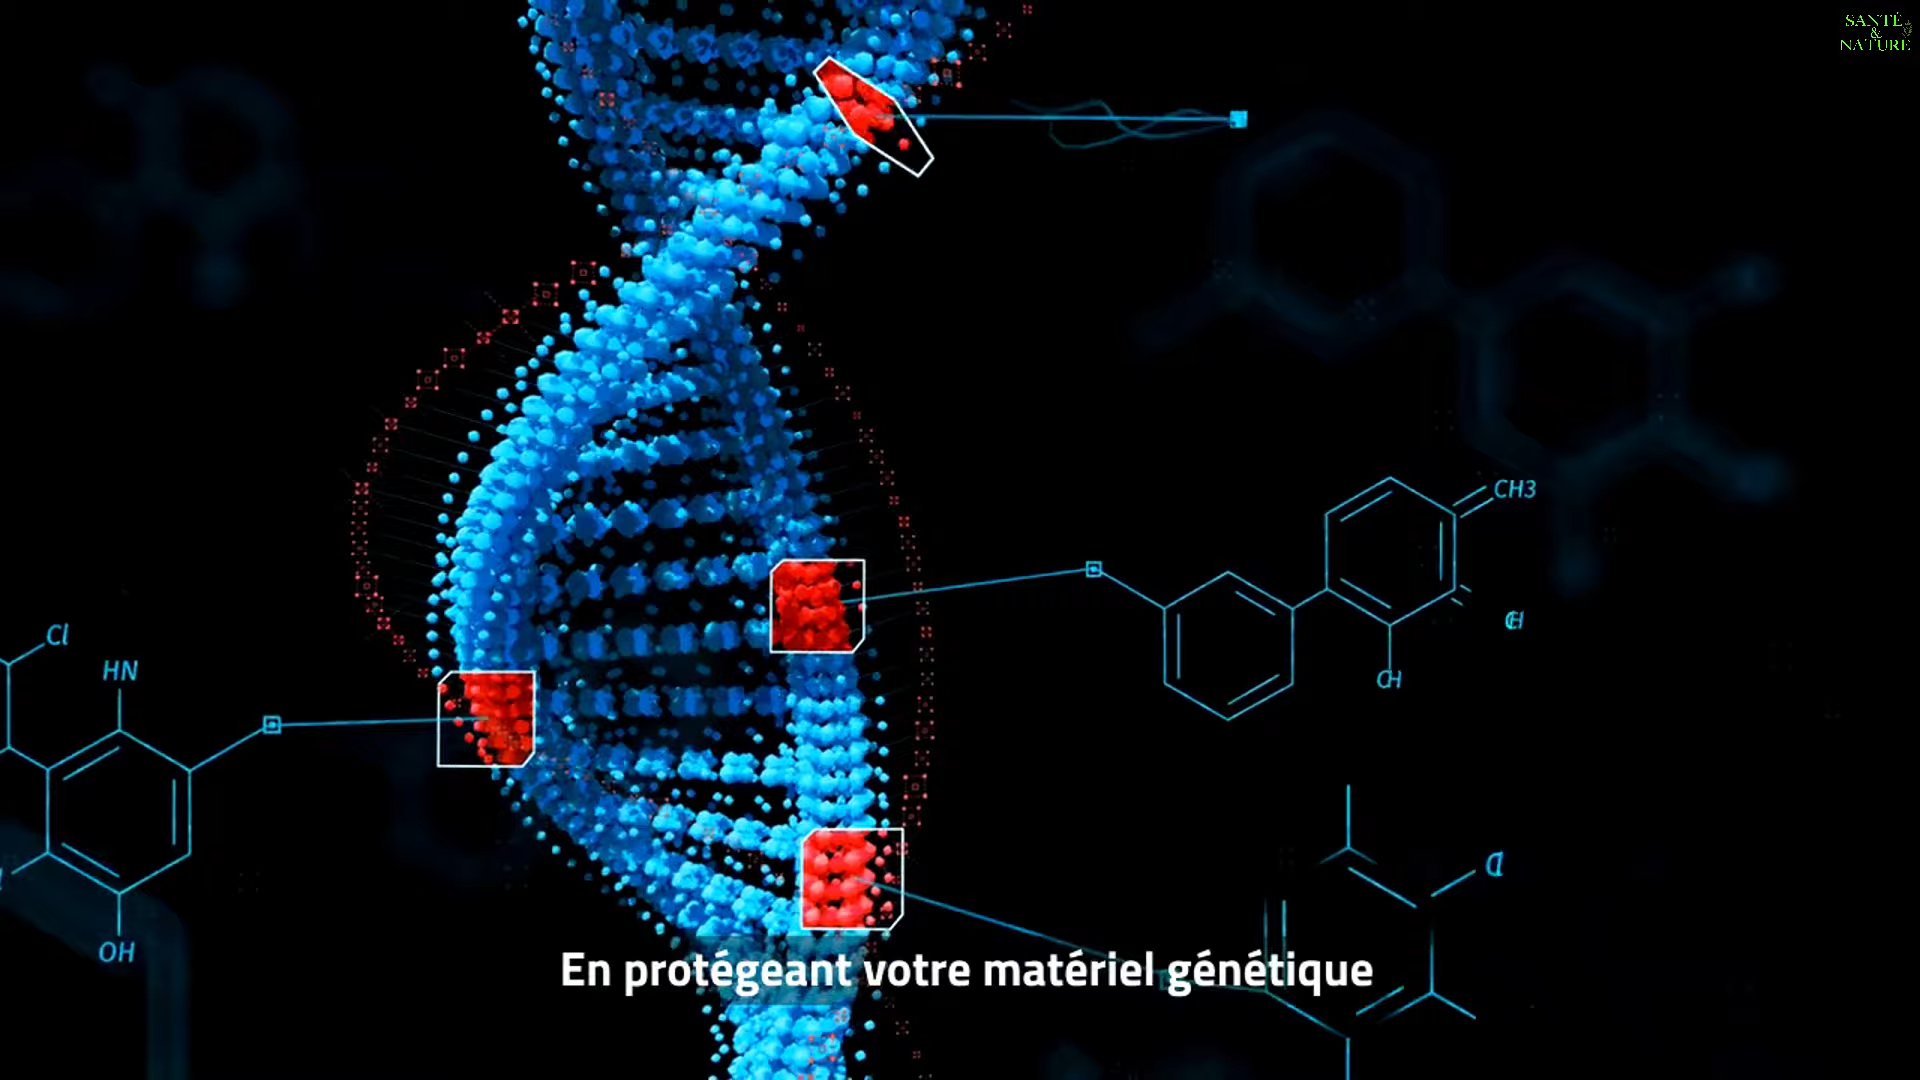 SANTÉ
&
NATURE
CH3
Cl
HN
OH
En protégeant votre matériel génétique